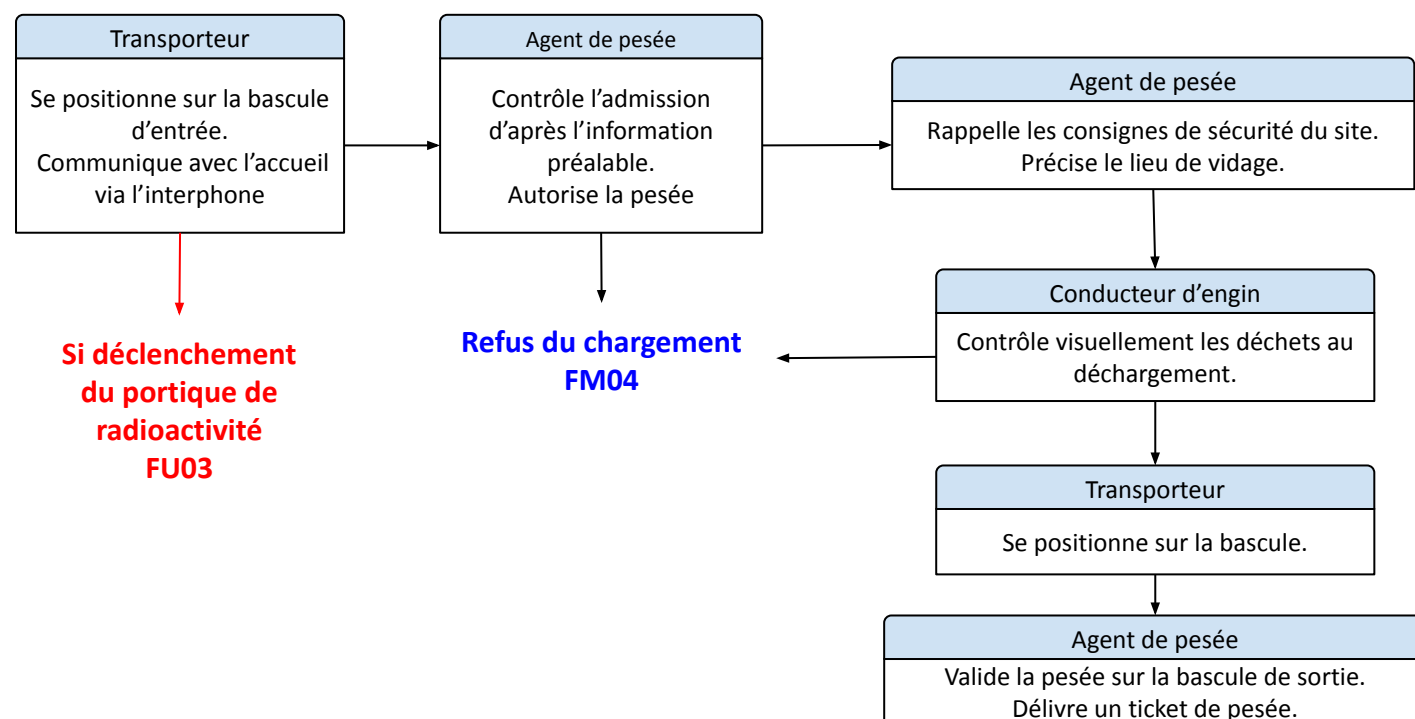 Transporteur
Se positionne sur la bascule
d'entrée.
Communique avec l'accueil
via l'interphone
Agent de pesée
Contrôle l'admission
d'après l'information
préalable.
Autorise la pesée
Agent de pesée
Rappelle les consignes de sécurité du site.
Précise le lieu de vidage.
Si déclenchement
du portique de
radioactivité
FU03
Refus du chargement
FM04
Conducteur d'engin
Contrôle visuellement les déchets au
déchargement.
Transporteur
Se positionne sur la bascule.
Agent de pesée
Valide la pesée sur la bascule de sortie.
Délivre un ticket de pesée.